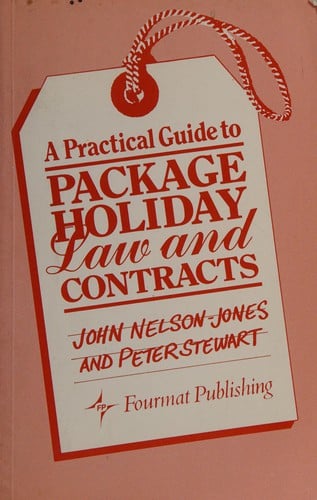 A Practical Guide to
PACKAGE
HOLIDAY
Law and
CONTRACTS
JOHN NELSON-JONES
AND PETER STEWART
FP Fourmat Publishing